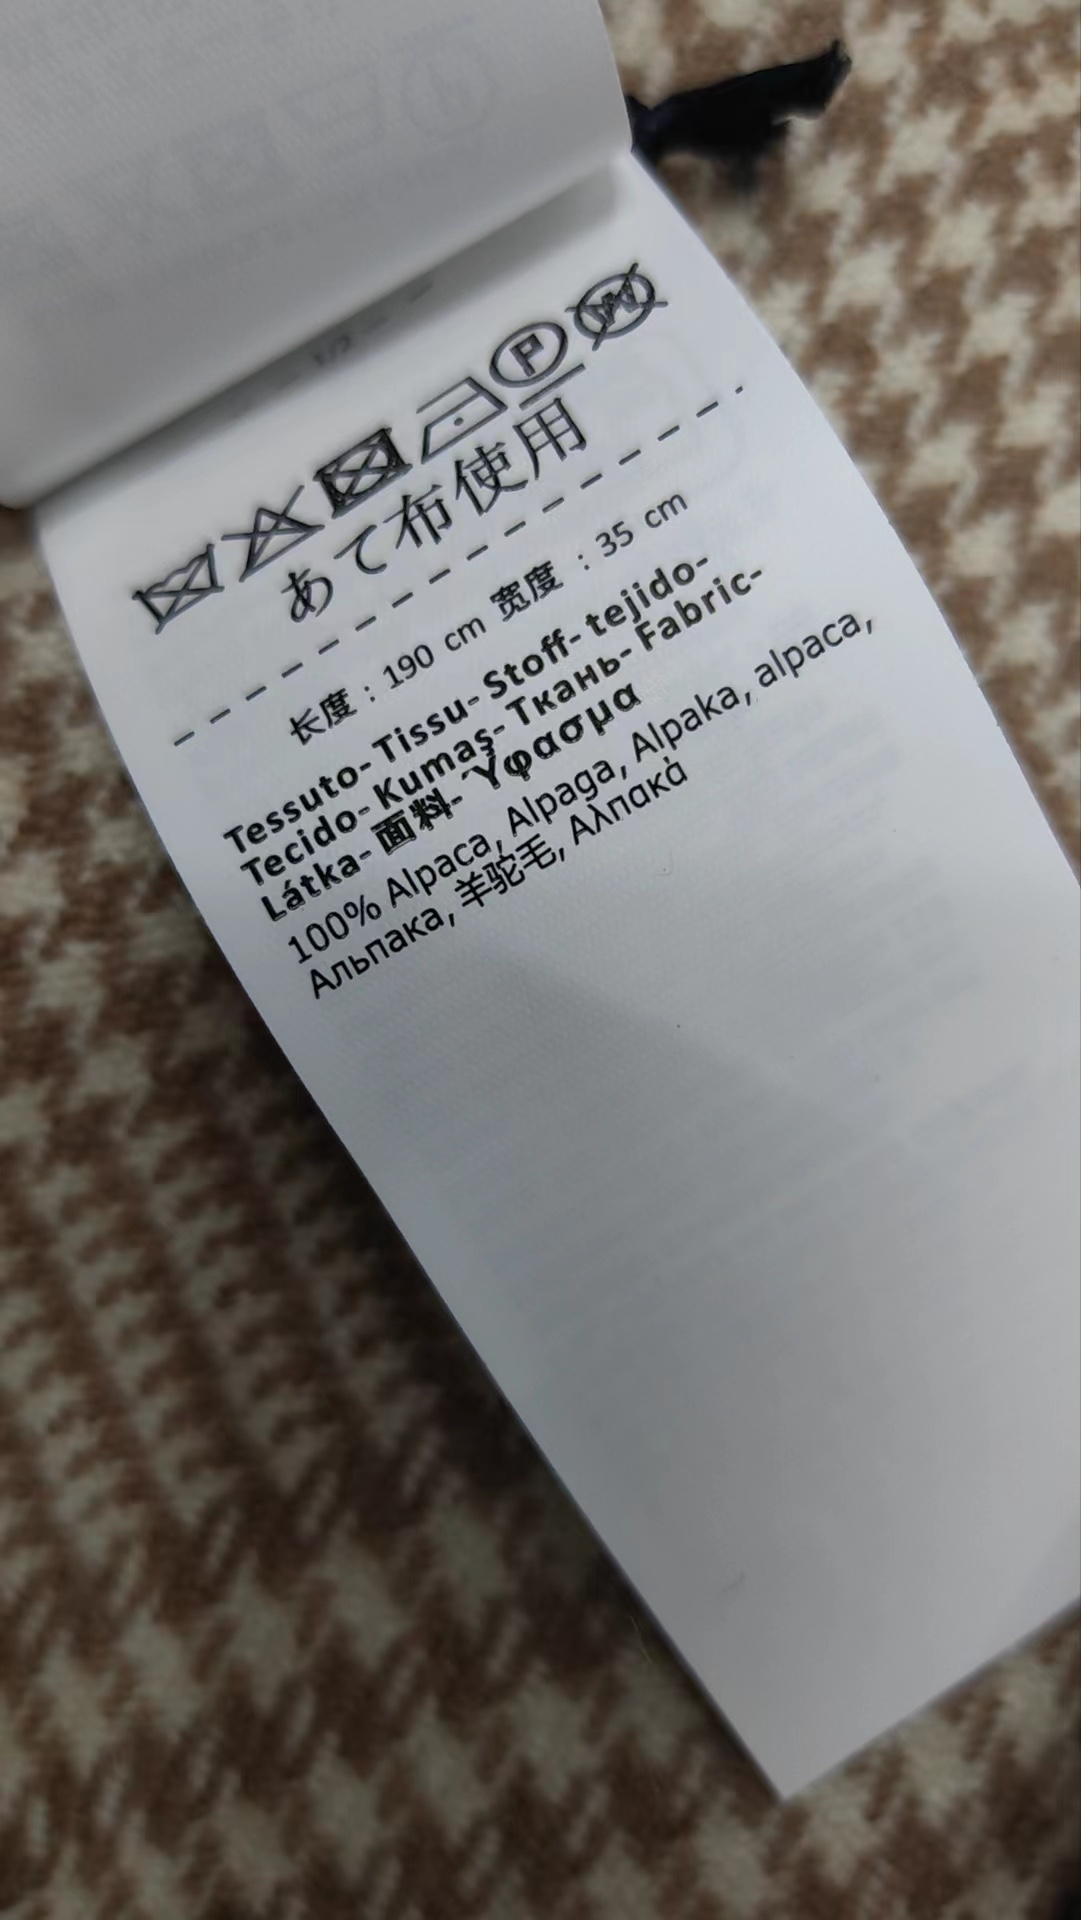 P W
あて布使用
长度：190 cm 宽度：35 cm
Tessuto-Tissu-Stoff-tejido-
Tecido-Kumaş-Ткань-Fabric-
Látka-面料-Ύφασμα
100% Alpaca, Alpaga, Alpaka, alpaca,
Альпака, 羊驼毛, Αλπακά